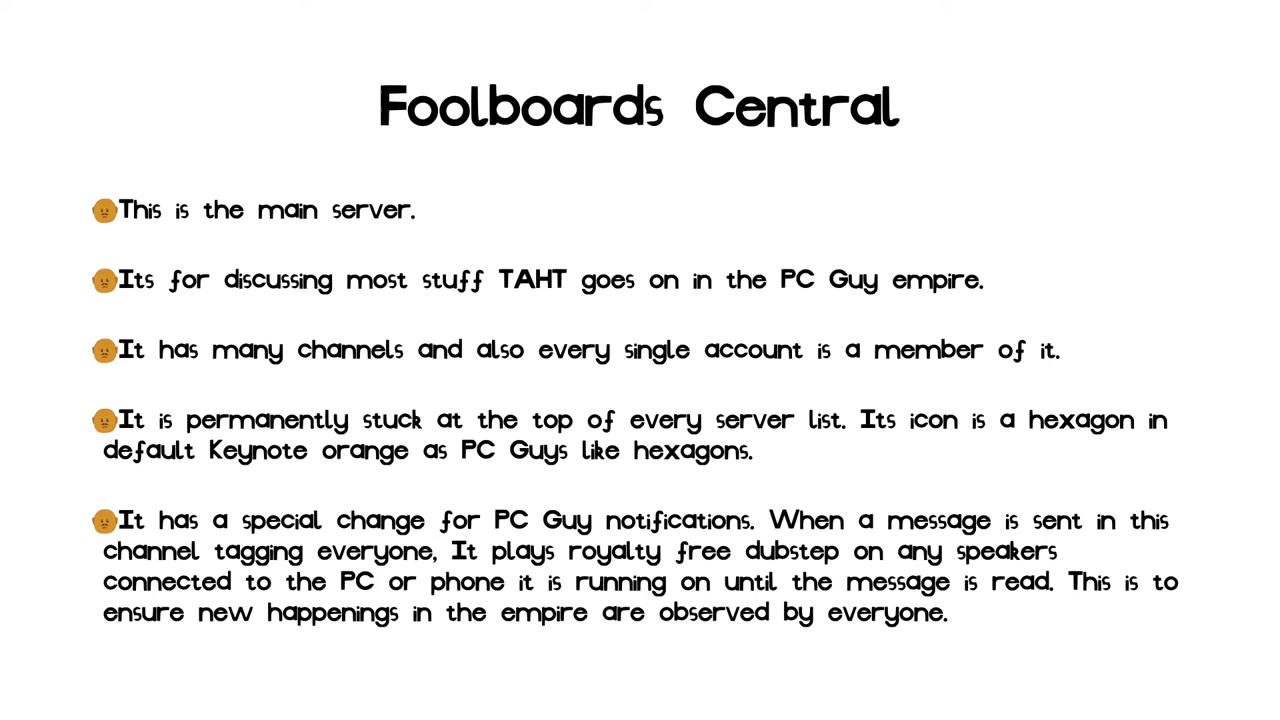 Foolboards Central
This is the main server.
Its for discussing most stuff TAHT goes on in the PC Guy empire.
It has many channels and also every single account is a member of it.
It is permanently stuck at the top of every server list. Its icon is a hexagon in
default Keynote orange as PC Guys like hexagons.
It has a special change for PC Guy notifications. When a message is sent in this
channel tagging everyone, It plays royalty free dubstep on any speakers
connected to the PC or phone it is running on until the message is read. This is to
ensure new happenings in the empire are observed by everyone.